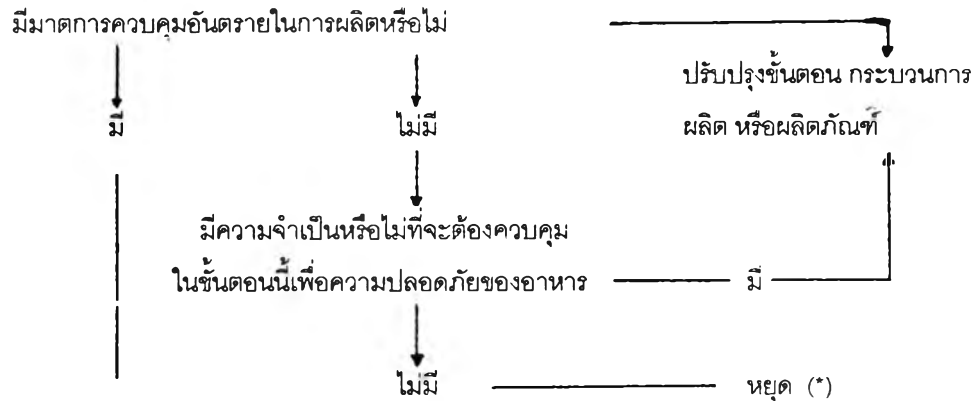 มีมาตการควบคุมอันตรายในการผลิตหรือไม่
ปรับปรุงขั้นตอน กระบวนการ
ผลิต หรือผลิตภัณฑ์
มี
ไม่มี
มีความจำเป็นหรือไม่ที่จะต้องควบคุม
ในขั้นตอนนี้เพื่อความปลอดภัยของอาหาร
มี
ไม่มี
หยุด (*)